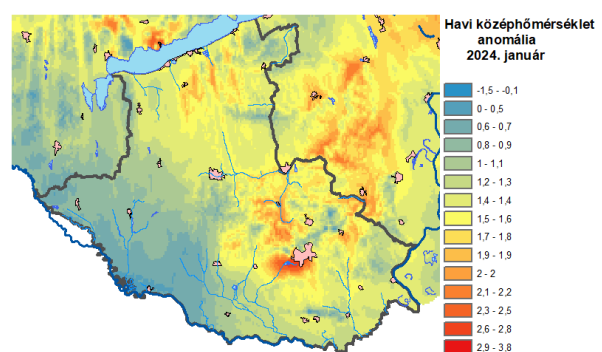 Havi középhőmérséklet
anomália
2024. január
-1,5 - -0,1
0 - 0,5
0,6 - 0,7
0,8 - 0,9
1 - 1,1
1,2 - 1,3
1,4 - 1,4
1,5 - 1,6
1,7 - 1,8
1,9 - 1,9
2 - 2
2,1 - 2,2
2,3 - 2,5
2,6 - 2,8
2,9 - 3,8